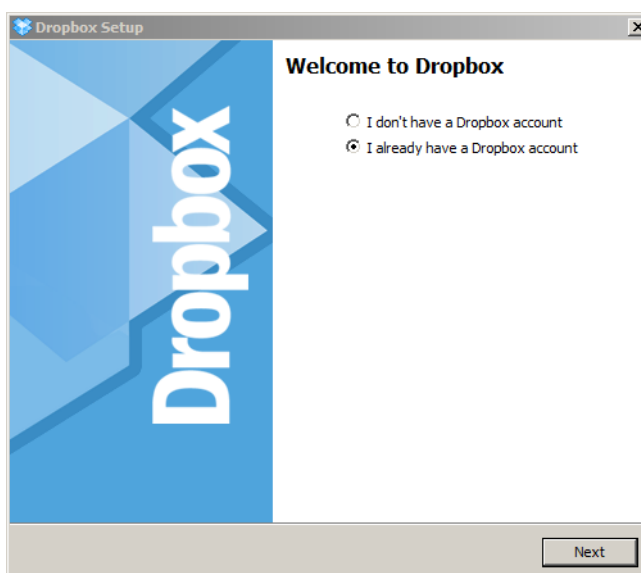 Dropbox Setup
Welcome to Dropbox
I don't have a Dropbox account
I already have a Dropbox account
Dropbox
Next